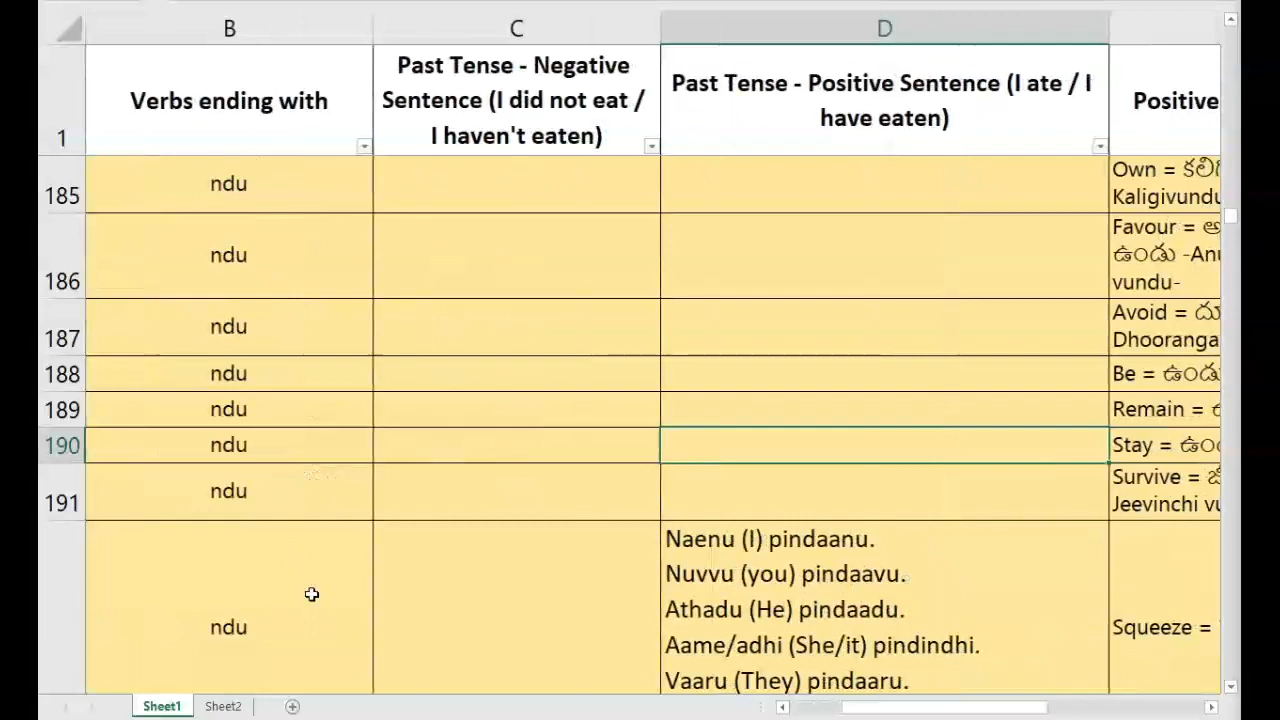 B C D
Verbs ending with
Past Tense - Negative
Sentence (I did not eat /
I haven't eaten)
Past Tense - Positive Sentence (I ate / I
have eaten)
Positive
1
185 ndu
Own =
Kaligivundu
186 ndu
Favour = అ
ఉండు -Anu
vundu-
187 ndu
Avoid = దూ
Dhooranga
188 ndu Be = ఉండు
189 ndu Remain =
190 ndu Stay =
191 ndu
Survive = జీ
Jeevinchi vu
ndu
Naenu (I) pindaanu.
Nuvvu (you) pindaavu.
Athadu (He) pindaadu.
Aame/adhi (She/it) pindindhi.
Vaaru (They) pindaaru.
Squeeze =
Sheet1 Sheet2